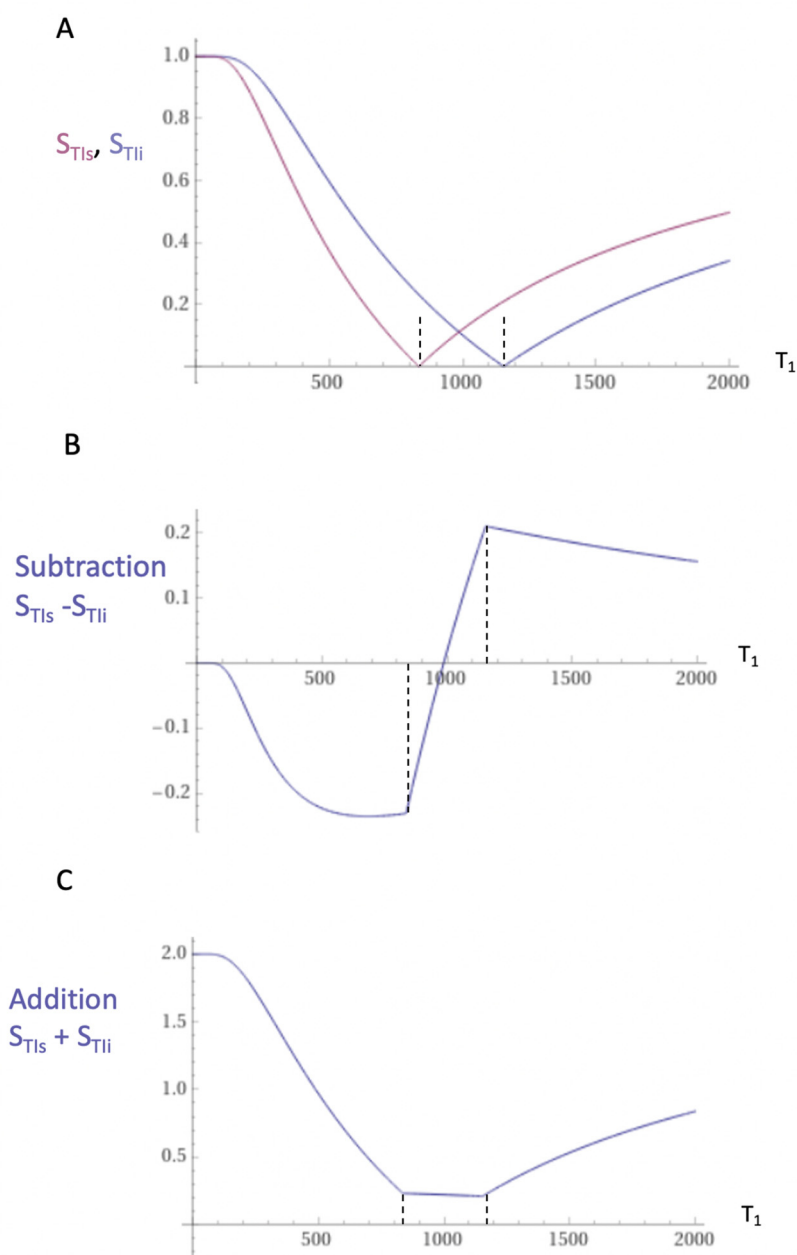 A
1.0
0.8
S_TIs, S_TIi
0.6
0.4
0.2
500 1000 1500 2000
T₁
B
0.2
Subtraction
S_TIs -S_TIi
0.1
T₁
500 1000 1500 2000
−0.1
−0.2
C
2.0
Addition
S_TIs + S_TIi
1.5
1.0
0.5
T₁
500 1000 1500 2000